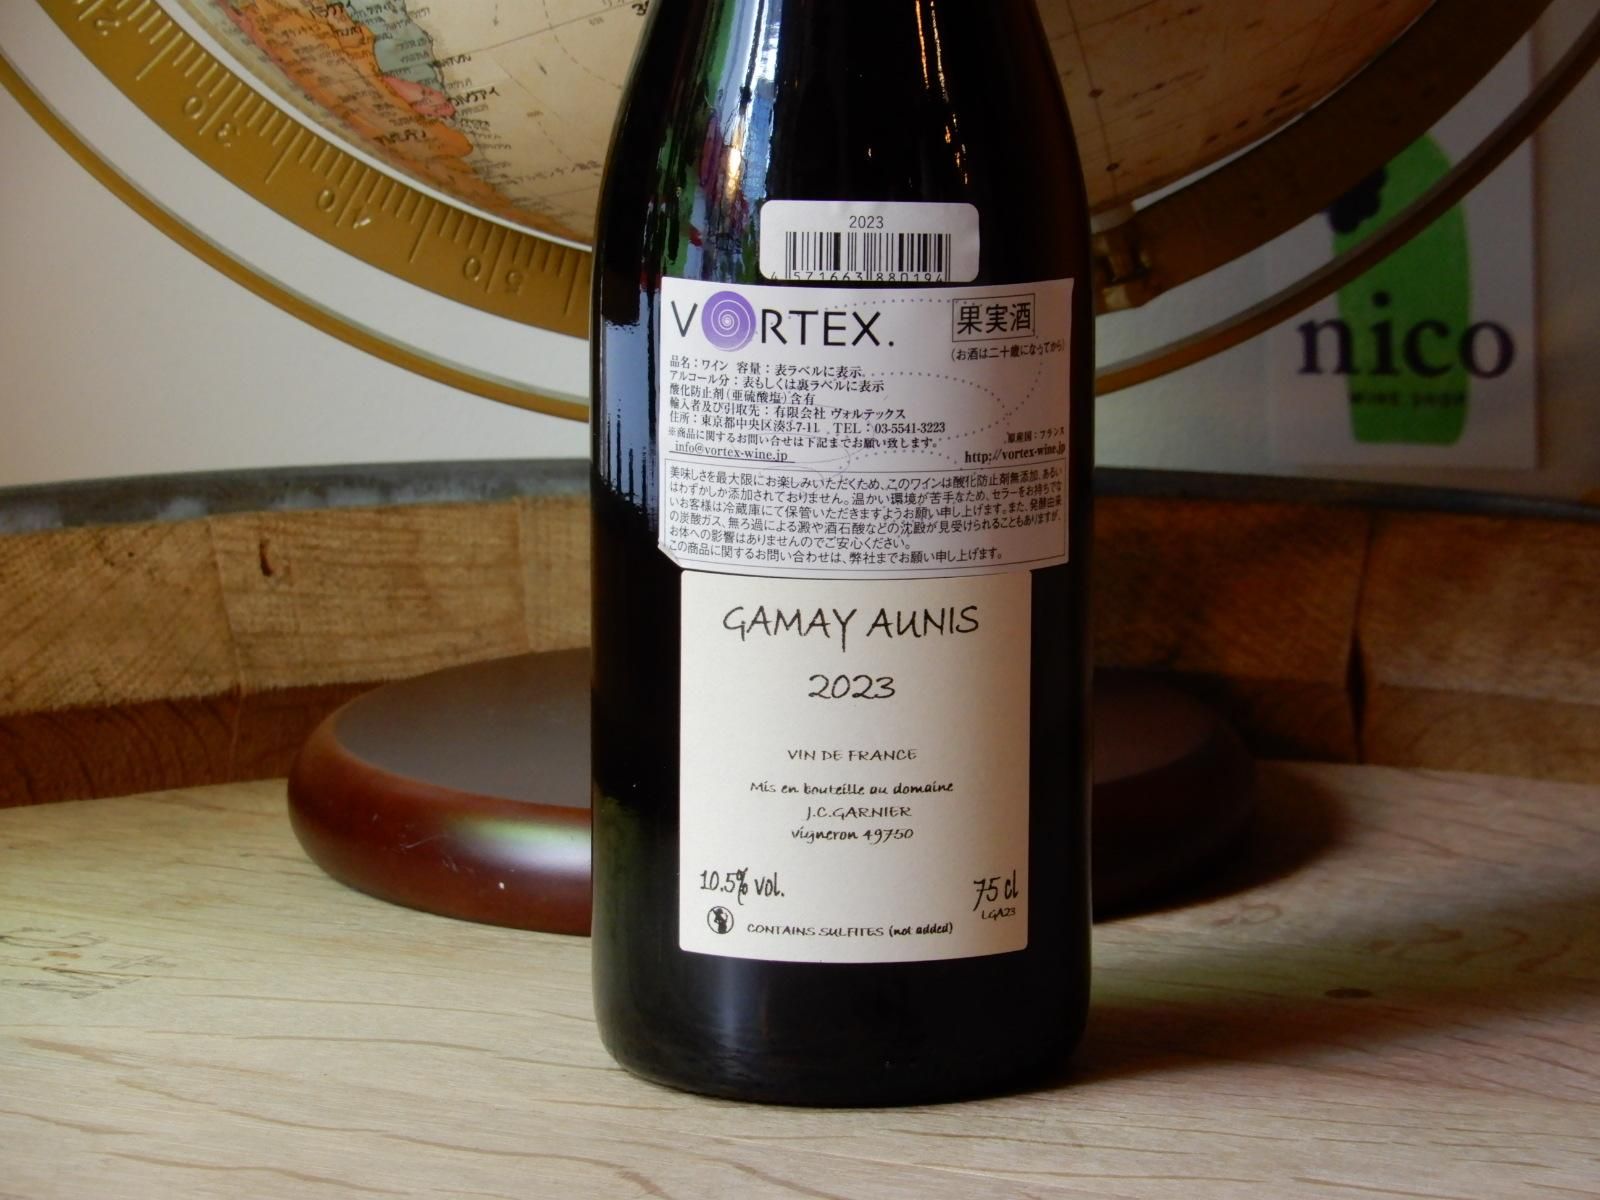 2023
4 571663 880194
VORTEX.
果実酒
(お酒は二十歳になってから)
品名：ワイン 容量：表ラベルに表示
アルコール分：表もしくは裏ラベルに表示
酸化防止剤(亜硫酸塩)含有
輸入者及び引取先：有限会社 ヴォルテックス
住所：東京都中央区湊3-7-11 TEL：03-5541-3223
※商品に関するお問い合せは下記までお願い致します。
原産国：フランス
info@vortex-wine.jp
http://vortex-wine.jp
美味しさを最大限にお楽しみいただくため、このワインは酸化防止剤無添加、あるい
はわずかしか添加されておりません。温かい環境が苦手なため、セラーをお持ちでな
いお客様は冷蔵庫にて保管いただきますようお願い申し上げます。また、発酵由来
の炭酸ガス、無ろ過による澱や酒石酸などの沈殿が見受けられることもありますが、
お体への影響はありませんのでご安心ください。
この商品に関するお問い合わせは、弊社までお願い申し上げます。
GAMAY AUNIS
2023
VIN DE FRANCE
Mis en bouteille au domaine
J.C.GARNIER
vigneron 49750
10.5% vol.
75 cl
LGA23
CONTAINS SULFITES (not added)
nico
WINE SHOP